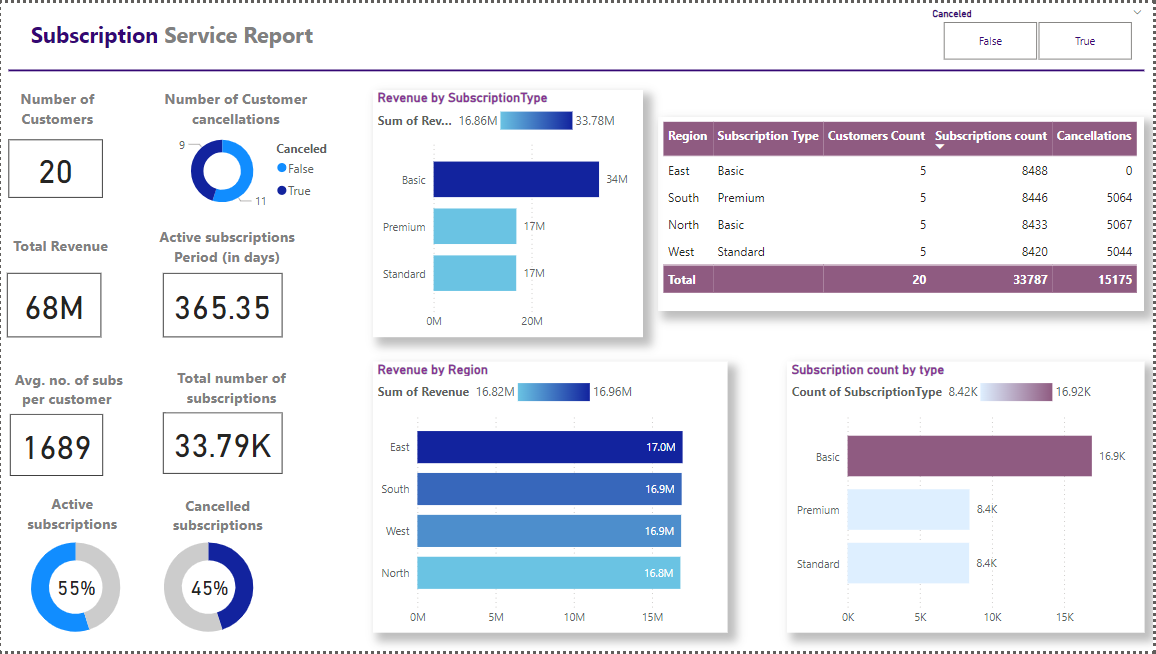 Subscription Service Report
Canceled
False
True
Number of
Customers
20
Number of Customer
cancellations
9
11
Canceled
False
True
Total Revenue
68M
Active subscriptions
Period (in days)
365.35
Avg. no. of subs
per customer
1689
Total number of
subscriptions
33.79K
Active
subscriptions
55%
Cancelled
subscriptions
45%
Revenue by SubscriptionType
Sum of Rev... 16.86M 33.78M
Basic 34M
Premium 17M
Standard 17M
0M 20M
Region Subscription Type Customers Count Subscriptions count Cancellations
East Basic 5 8488 0
South Premium 5 8446 5064
North Basic 5 8433 5067
West Standard 5 8420 5044
Total 20 33787 15175
Revenue by Region
Sum of Revenue 16.82M 16.96M
East 17.0M
South 16.9M
West 16.9M
North 16.8M
0M 5M 10M 15M
Subscription count by type
Count of SubscriptionType 8.42K 16.92K
Basic 16.9K
Premium 8.4K
Standard 8.4K
0K 5K 10K 15K